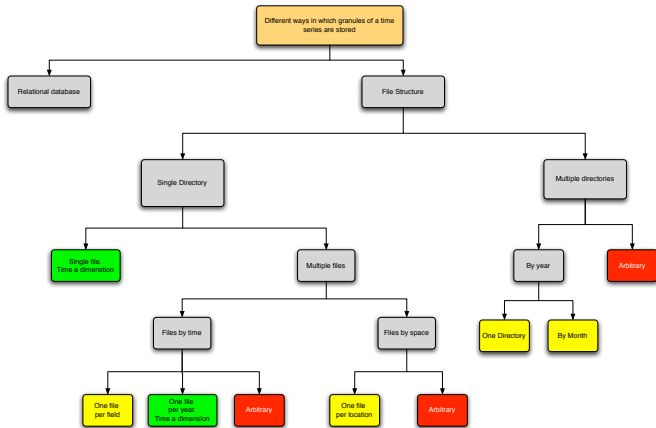 Different ways in which granules of a time
series are stored
Relational database
File Structure
Single Directory
Multiple directories
Single file.
Time a dimenstion
Multiple files
By year
Arbitrary
Files by time
Files by space
One Directory
By Month
One file
per field
One file
per year.
Time a dimension
Arbitrary
One file
per location
Arbitrary